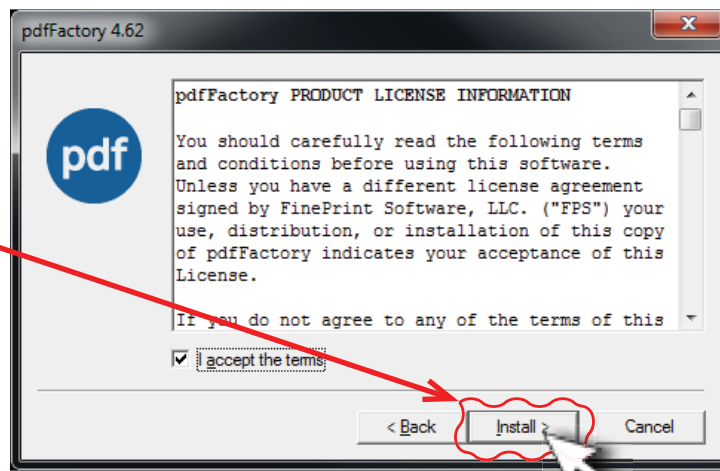 pdfFactory 4.62
pdf
pdfFactory PRODUCT LICENSE INFORMATION
You should carefully read the following terms
and conditions before using this software.
Unless you have a different license agreement
signed by FinePrint Software, LLC. ("FPS") your
use, distribution, or installation of this copy
of pdfFactory indicates your acceptance of this
License.
If you do not agree to any of the terms of this
I accept the terms
< Back
Install >
Cancel